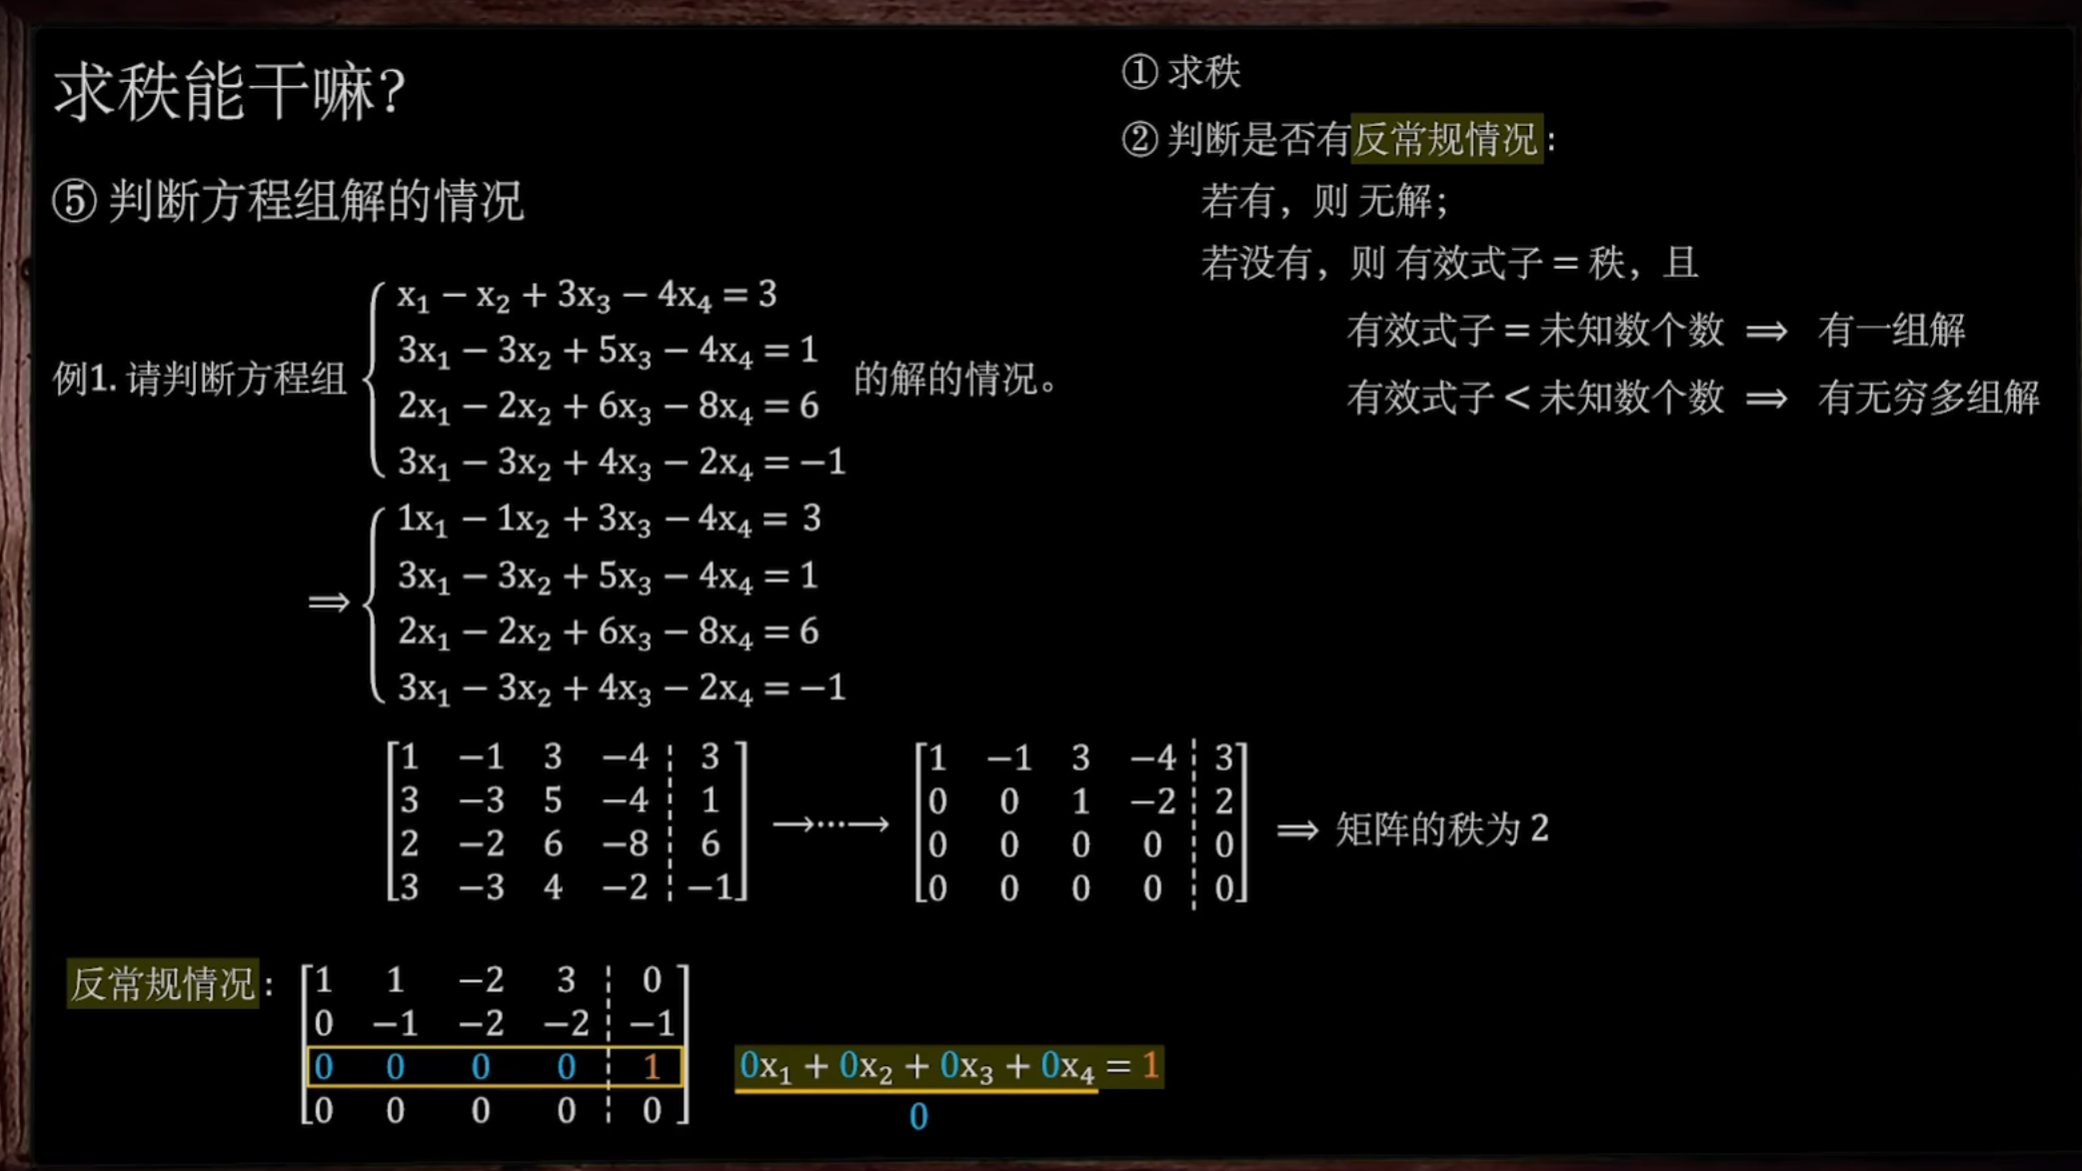 求秩能干嘛?
⑤ 判断方程组解的情况
① 求秩
② 判断是否有反常规情况:
若有，则 无解;
若没有，则 有效式子 = 秩，且
有效式子 = 未知数个数 ⟹ 有一组解
有效式子 < 未知数个数 ⟹ 有无穷多组解
x₁ − x₂ + 3x₃ − 4x₄ = 3
3x₁ − 3x₂ + 5x₃ − 4x₄ = 1
例1. 请判断方程组 的解的情况。
2x₁ − 2x₂ + 6x₃ − 8x₄ = 6
3x₁ − 3x₂ + 4x₃ − 2x₄ = −1
⟹
1x₁ − 1x₂ + 3x₃ − 4x₄ = 3
3x₁ − 3x₂ + 5x₃ − 4x₄ = 1
2x₁ − 2x₂ + 6x₃ − 8x₄ = 6
3x₁ − 3x₂ + 4x₃ − 2x₄ = −1
1 −1 3 −4 3
3 −3 5 −4 1
2 −2 6 −8 6
3 −3 4 −2 −1
⟶⋯⟶
1 −1 3 −4 3
0 0 1 −2 2
0 0 0 0 0
0 0 0 0 0
⟹ 矩阵的秩为 2
反常规情况:
1 1 −2 3 0
0 −1 −2 −2 −1
0 0 0 0 1
0 0 0 0 0
0x₁ + 0x₂ + 0x₃ + 0x₄ = 1
0